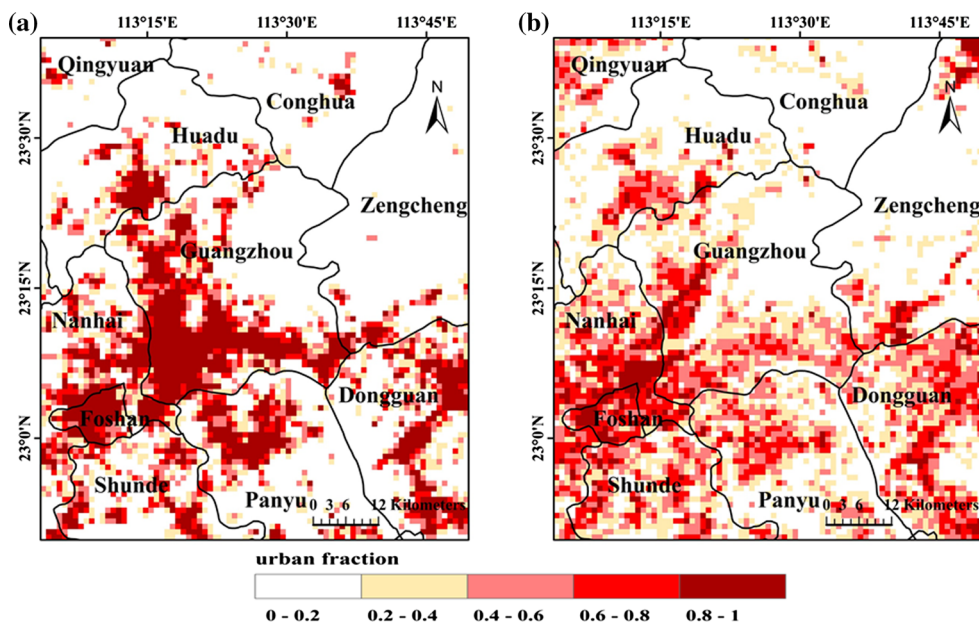 (a)
113°15'E 113°30'E 113°45'E
23°30'N
23°15'N
23°0'N
Qingyuan
Conghua
N
Huadu
Zengcheng
Guangzhou
Nanhai
Dongguan
Foshan
Shunde
Panyu
0 3 6 12 Kilometers
(b)
113°15'E 113°30'E 113°45'E
23°30'N
23°15'N
23°0'N
Qingyuan
Conghua
N
Huadu
Zengcheng
Guangzhou
Nanhai
Dongguan
Foshan
Shunde
Panyu
0 3 6 12 Kilometers
urban fraction
0 - 0.2 0.2 - 0.4 0.4 - 0.6 0.6 - 0.8 0.8 - 1